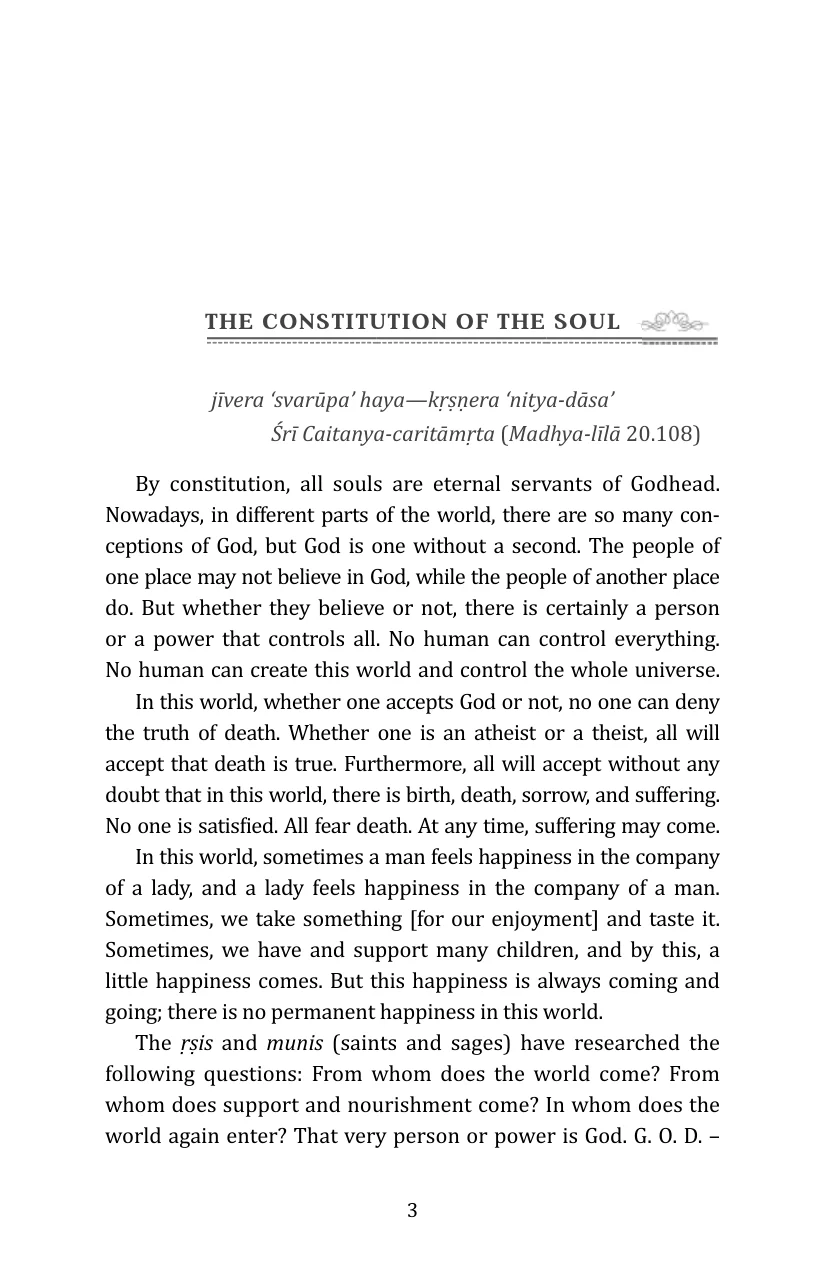 THE CONSTITUTION OF THE SOUL
jīvera ‘svarūpa’ haya—kṛṣṇera ‘nitya-dāsa’
Śrī Caitanya-caritāmṛta (Madhya-līlā 20.108)
By constitution, all souls are eternal servants of Godhead.
Nowadays, in different parts of the world, there are so many con-
ceptions of God, but God is one without a second. The people of
one place may not believe in God, while the people of another place
do. But whether they believe or not, there is certainly a person
or a power that controls all. No human can control everything.
No human can create this world and control the whole universe.
In this world, whether one accepts God or not, no one can deny
the truth of death. Whether one is an atheist or a theist, all will
accept that death is true. Furthermore, all will accept without any
doubt that in this world, there is birth, death, sorrow, and suffering.
No one is satisfied. All fear death. At any time, suffering may come.
In this world, sometimes a man feels happiness in the company
of a lady, and a lady feels happiness in the company of a man.
Sometimes, we take something [for our enjoyment] and taste it.
Sometimes, we have and support many children, and by this, a
little happiness comes. But this happiness is always coming and
going; there is no permanent happiness in this world.
The ṛṣis and munis (saints and sages) have researched the
following questions: From whom does the world come? From
whom does support and nourishment come? In whom does the
world again enter? That very person or power is God. G. O. D. –
3